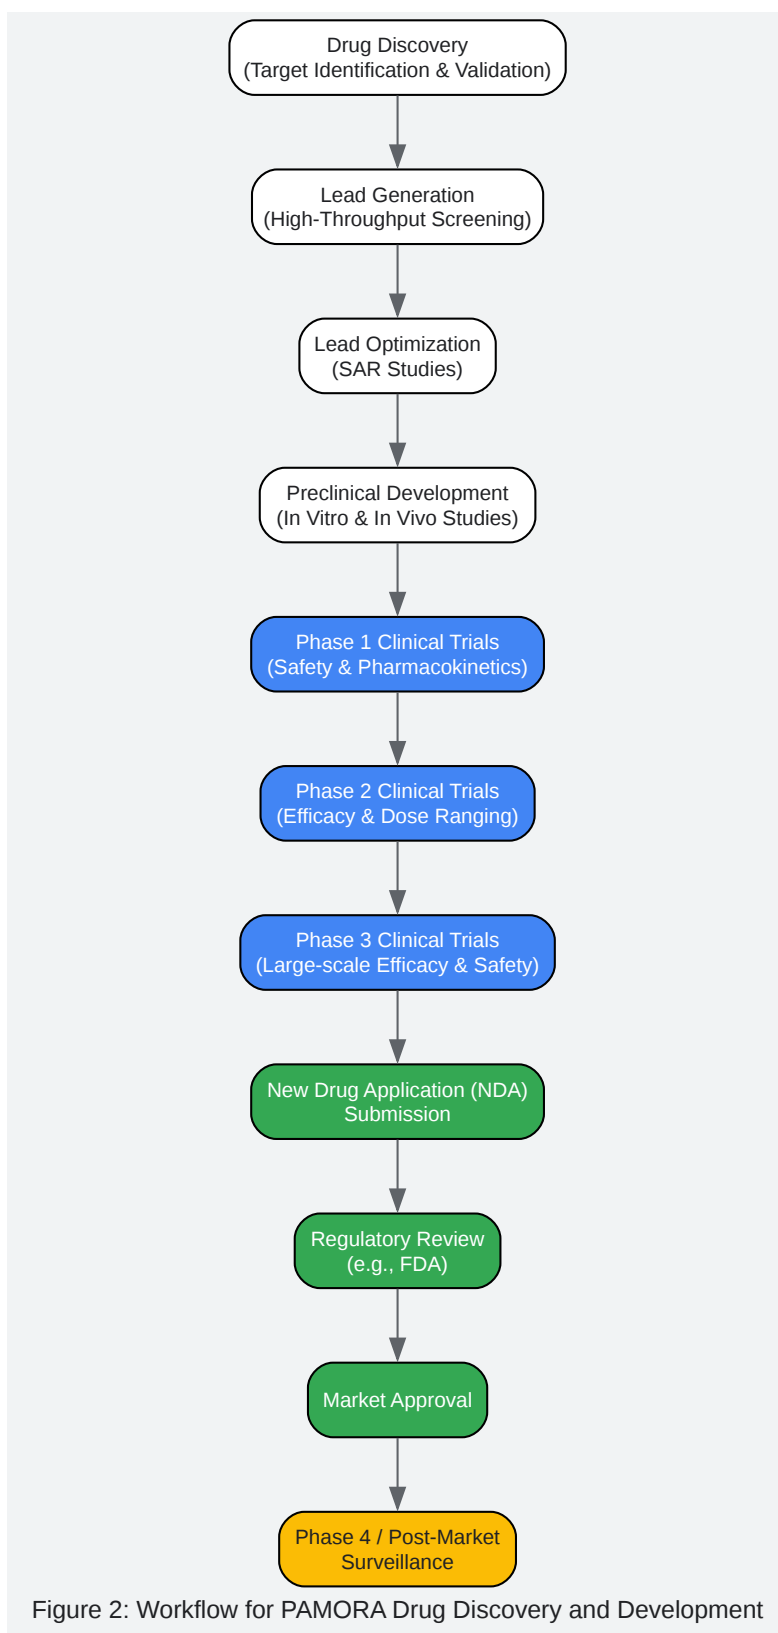 Drug Discovery
(Target Identification & Validation)
Lead Generation
(High-Throughput Screening)
Lead Optimization
(SAR Studies)
Preclinical Development
(In Vitro & In Vivo Studies)
Phase 1 Clinical Trials
(Safety & Pharmacokinetics)
Phase 2 Clinical Trials
(Efficacy & Dose Ranging)
Phase 3 Clinical Trials
(Large-scale Efficacy & Safety)
New Drug Application (NDA)
Submission
Regulatory Review
(e.g., FDA)
Market Approval
Phase 4 / Post-Market
Surveillance
Figure 2: Workflow for PAMORA Drug Discovery and Development